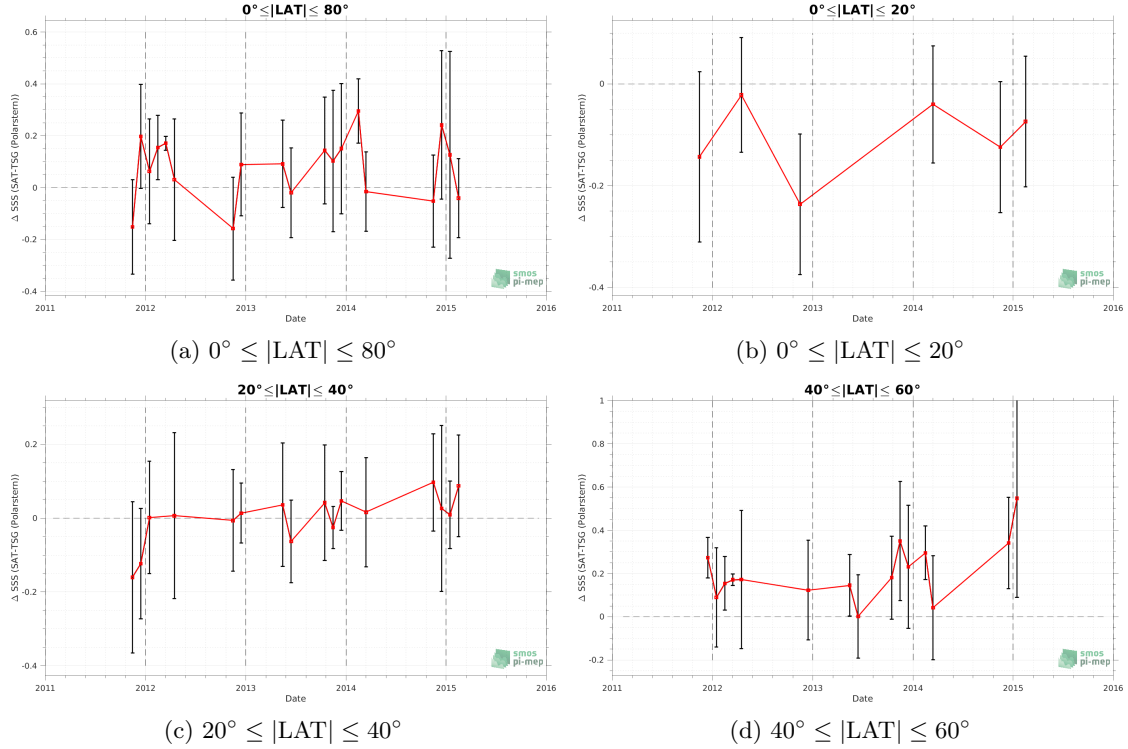 0°≤|LAT|≤ 80°
0.6
0.4
0.2
0
-0.2
-0.4
Δ SSS (SAT-TSG (Polarstern))
2011
2012
2013
2014
2015
2016
Date
smos
pi-mep
(a) 0° ≤ |LAT| ≤ 80°
0°≤|LAT|≤ 20°
0
-0.2
-0.4
Δ SSS (SAT-TSG (Polarstern))
2011
2012
2013
2014
2015
2016
Date
smos
pi-mep
(b) 0° ≤ |LAT| ≤ 20°
20°≤|LAT|≤ 40°
0.2
0
-0.2
-0.4
Δ SSS (SAT-TSG (Polarstern))
2011
2012
2013
2014
2015
2016
Date
smos
pi-mep
(c) 20° ≤ |LAT| ≤ 40°
40°≤|LAT|≤ 60°
1
0.8
0.6
0.4
0.2
0
-0.2
Δ SSS (SAT-TSG (Polarstern))
2011
2012
2013
2014
2015
2016
Date
smos
pi-mep
(d) 40° ≤ |LAT| ≤ 60°